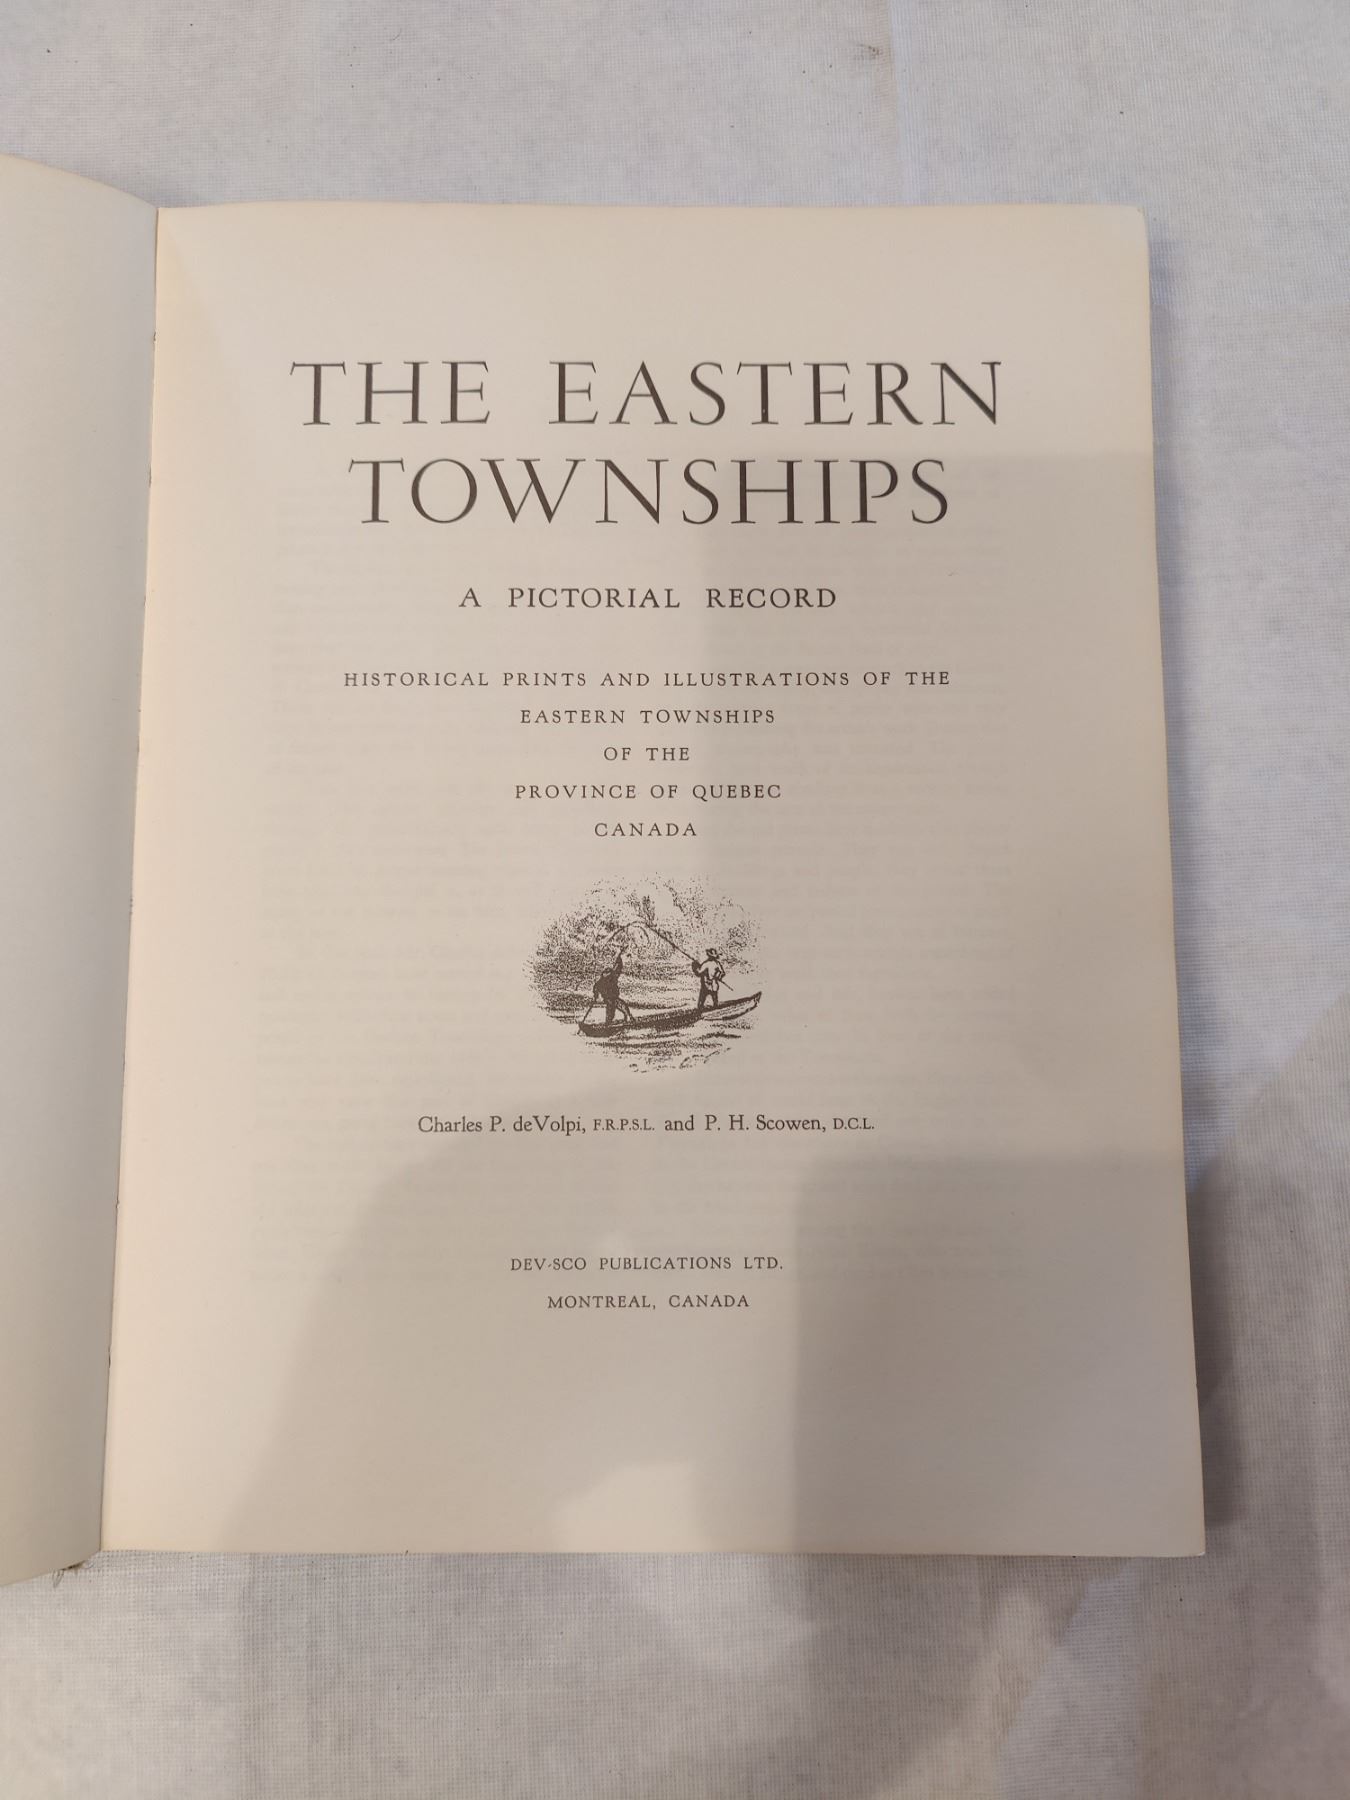 THE EASTERN
TOWNSHIPS
A PICTORIAL RECORD
HISTORICAL PRINTS AND ILLUSTRATIONS OF THE
EASTERN TOWNSHIPS
OF THE
PROVINCE OF QUEBEC
CANADA
Charles P. deVolpi, F.R.P.S.L. and P. H. Scowen, D.C.L.
DEV-SCO PUBLICATIONS LTD.
MONTREAL, CANADA